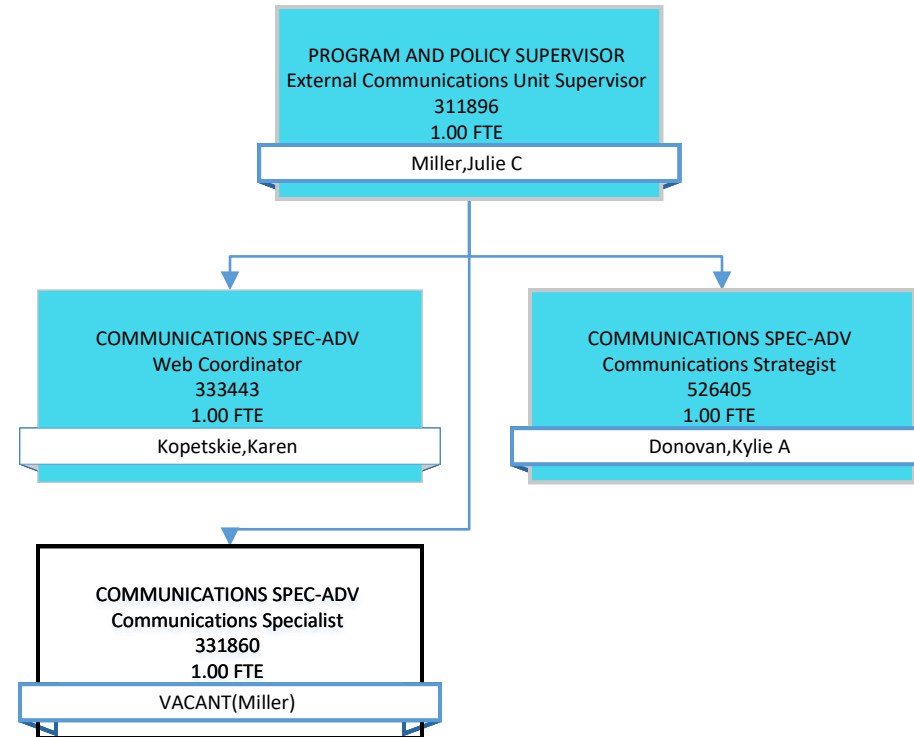 PROGRAM AND POLICY SUPERVISOR
External Communications Unit Supervisor
311896
1.00 FTE
Miller,Julie C
COMMUNICATIONS SPEC-ADV
Web Coordinator
333443
1.00 FTE
Kopetskie,Karen
COMMUNICATIONS SPEC-ADV
Communications Strategist
526405
1.00 FTE
Donovan,Kylie A
COMMUNICATIONS SPEC-ADV
Communications Specialist
331860
1.00 FTE
VACANT(Miller)